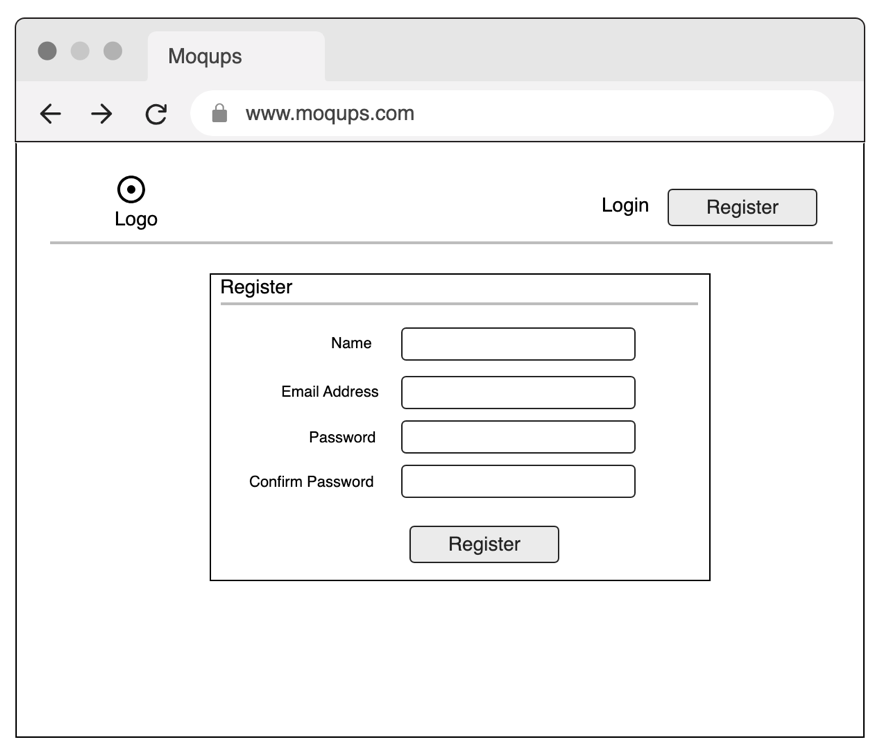 Moqups
www.moqups.com
Logo
Login
Register
Register
Name
Email Address
Password
Confirm Password
Register